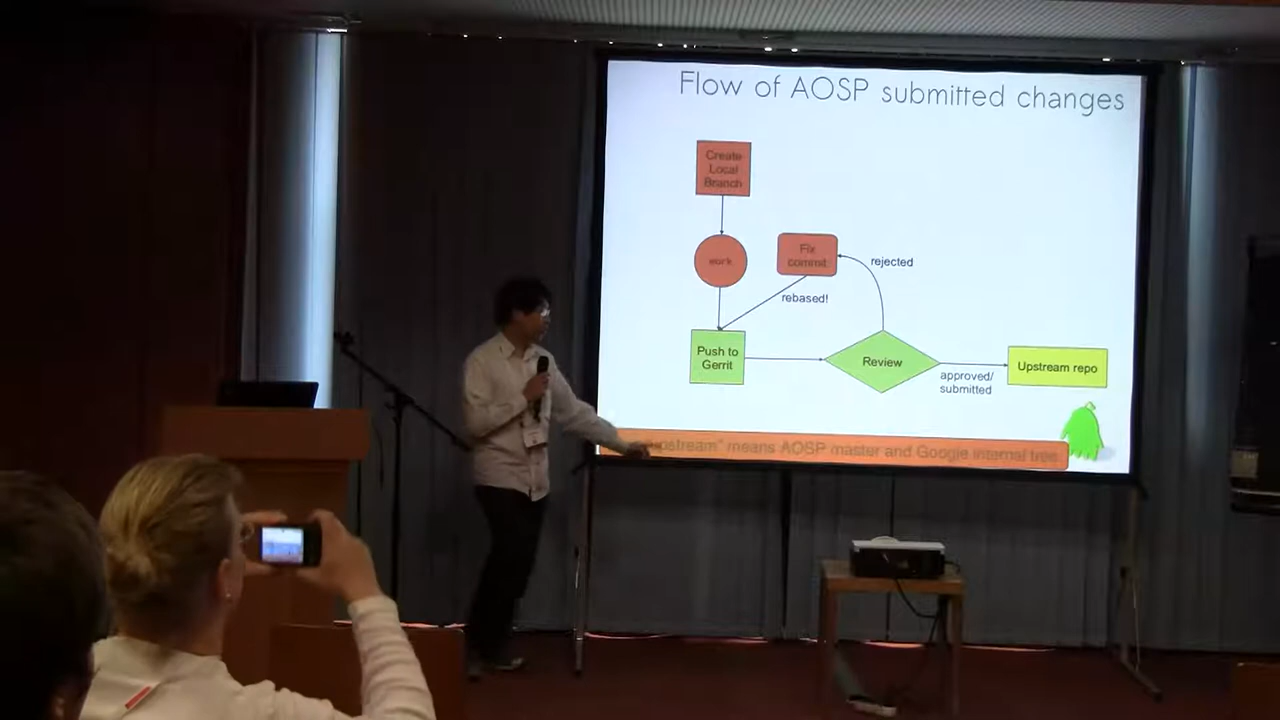 Flow of AOSP submitted changes
Create
Local
Branch
work
Fix
commit
rejected
rebased!
Push to
Gerrit
Review
approved/
submitted
Upstream repo
"upstream" means AOSP master and Google internal tree